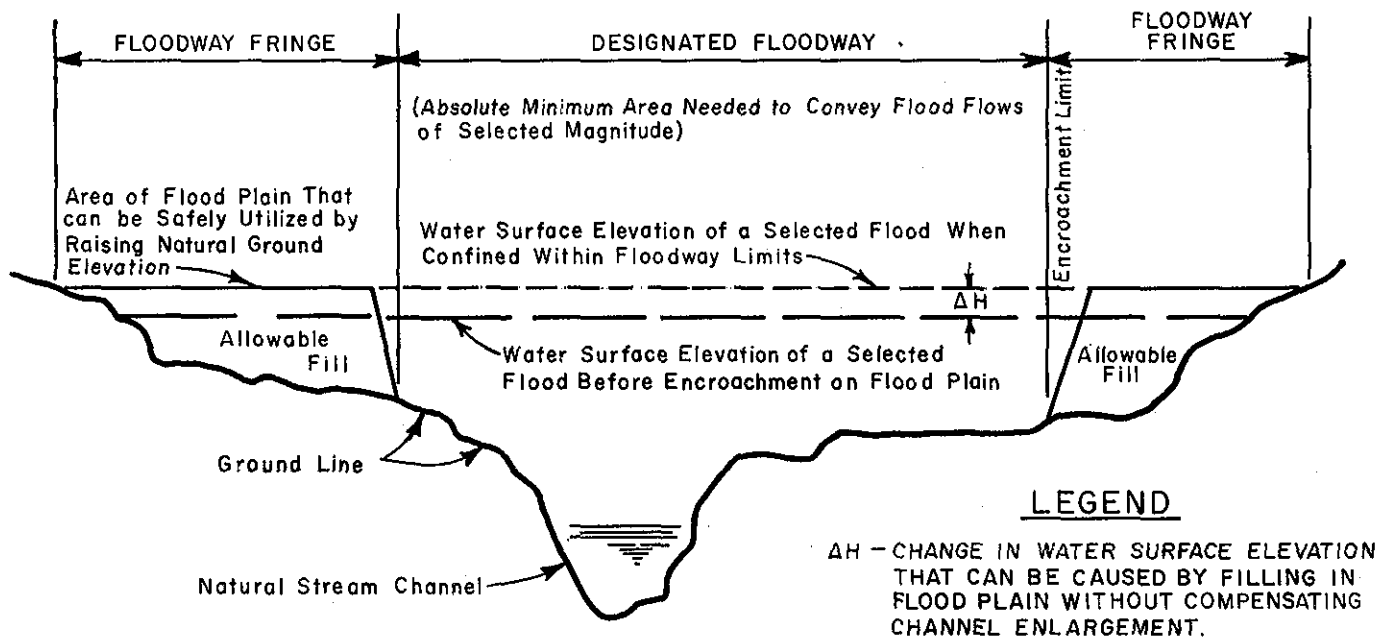 FLOODWAY FRINGE
DESIGNATED FLOODWAY
FLOODWAY
FRINGE
(Absolute Minimum Area Needed to Convey Flood Flows
of Selected Magnitude)
Encroachment Limit
Area of Flood Plain That
can be Safely Utilized by
Raising Natural Ground
Elevation
Water Surface Elevation of a Selected Flood When
Confined Within Floodway Limits
ΔH
Allowable
Fill
Water Surface Elevation of a Selected
Flood Before Encroachment on Flood Plain
Allowable
Fill
Ground Line
Natural Stream Channel
LEGEND
ΔH – CHANGE IN WATER SURFACE ELEVATION
THAT CAN BE CAUSED BY FILLING IN
FLOOD PLAIN WITHOUT COMPENSATING
CHANNEL ENLARGEMENT.